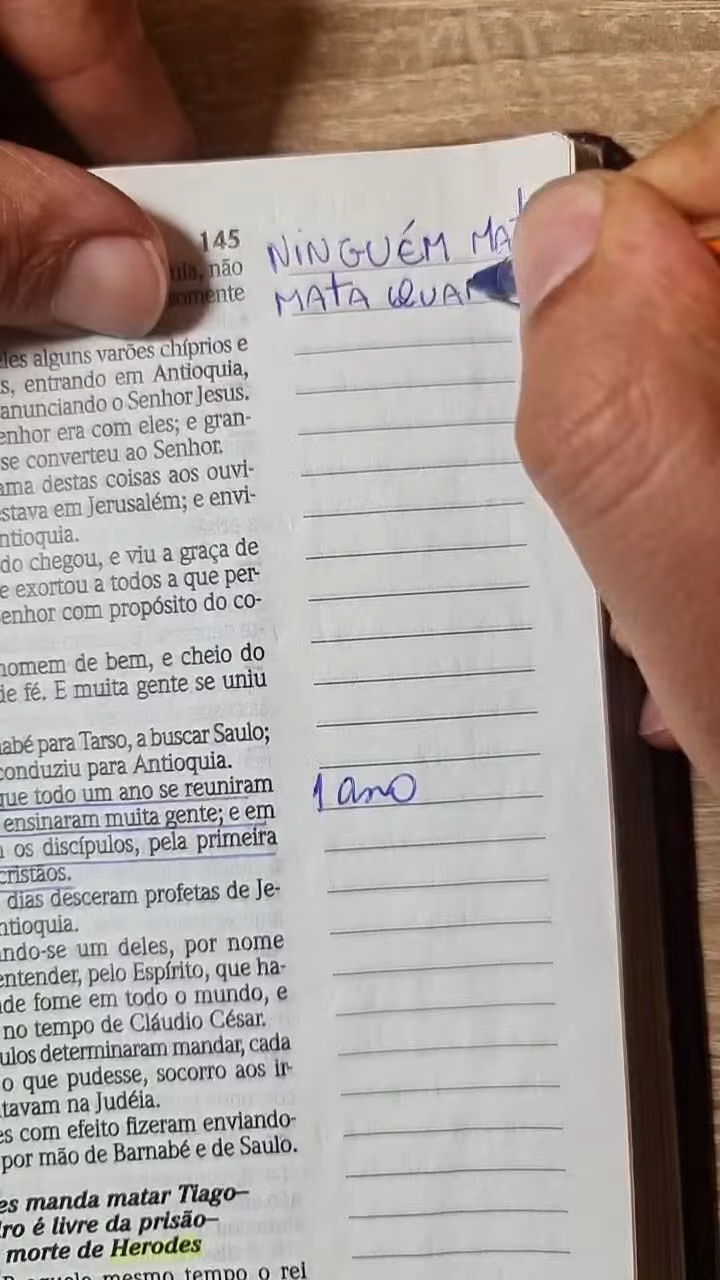 145
NINGUÉM
MATA
não
somente
alguns varões chíprios e
s, entrando em Antioquia,
anunciando o Senhor Jesus.
enhor era com eles; e gran-
se converteu ao Senhor.
ama destas coisas aos ouvi-
estava em Jerusalém; e envi-
ntioquia.
do chegou, e viu a graça de
e exortou a todos a que per-
enhor com propósito do co-
homem de bem, e cheio do
de fé. E muita gente se uniu
nabé para Tarso, a buscar Saulo;
conduziu para Antioquia.
que todo um ano se reuniram
1 ano
ensinaram muita gente; e em
os discípulos, pela primeira
cristãos.
dias desceram profetas de Je-
ntioquia.
ando-se um deles, por nome
entender, pelo Espírito, que ha-
nde fome em todo o mundo, e
no tempo de Cláudio César.
ulos determinaram mandar, cada
o que pudesse, socorro aos ir-
tavam na Judéia.
es com efeito fizeram enviando-
por mão de Barnabé e de Saulo.
es manda matar Tiago–
ro é livre da prisão–
morte de Herodes
mesmo tempo o rei